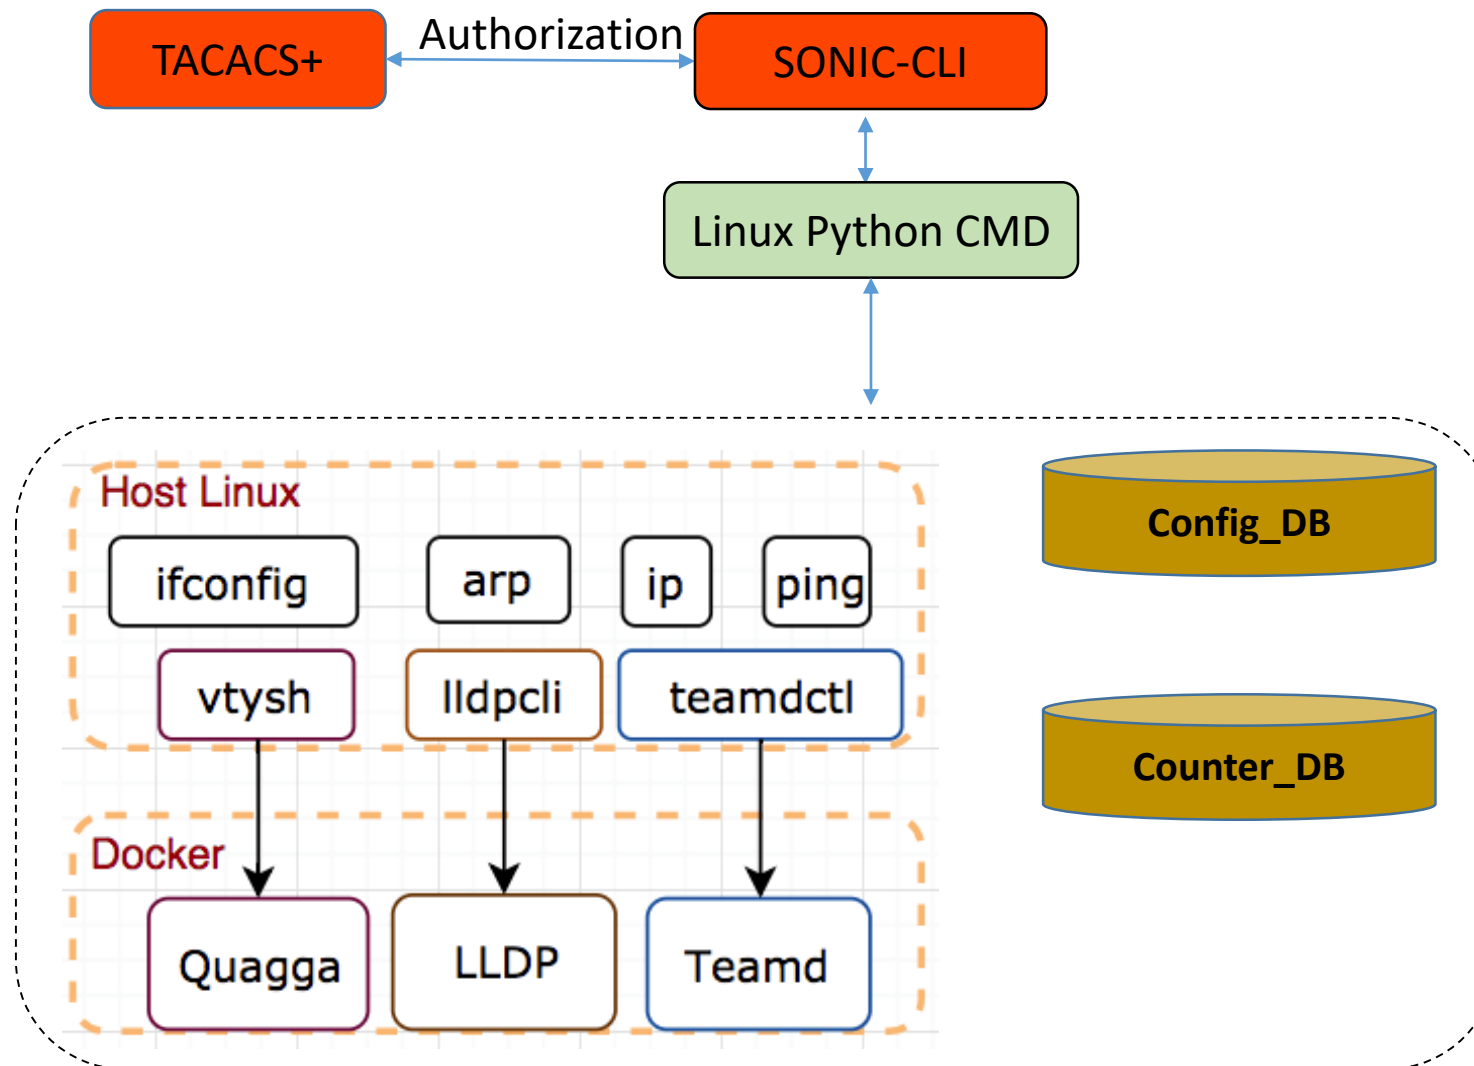 TACACS+
Authorization
SONIC-CLI
Linux Python CMD
Host Linux
ifconfig
arp
ip
ping
vtysh
lldpcli
teamdctl
Docker
Quagga
LLDP
Teamd
Config_DB
Counter_DB